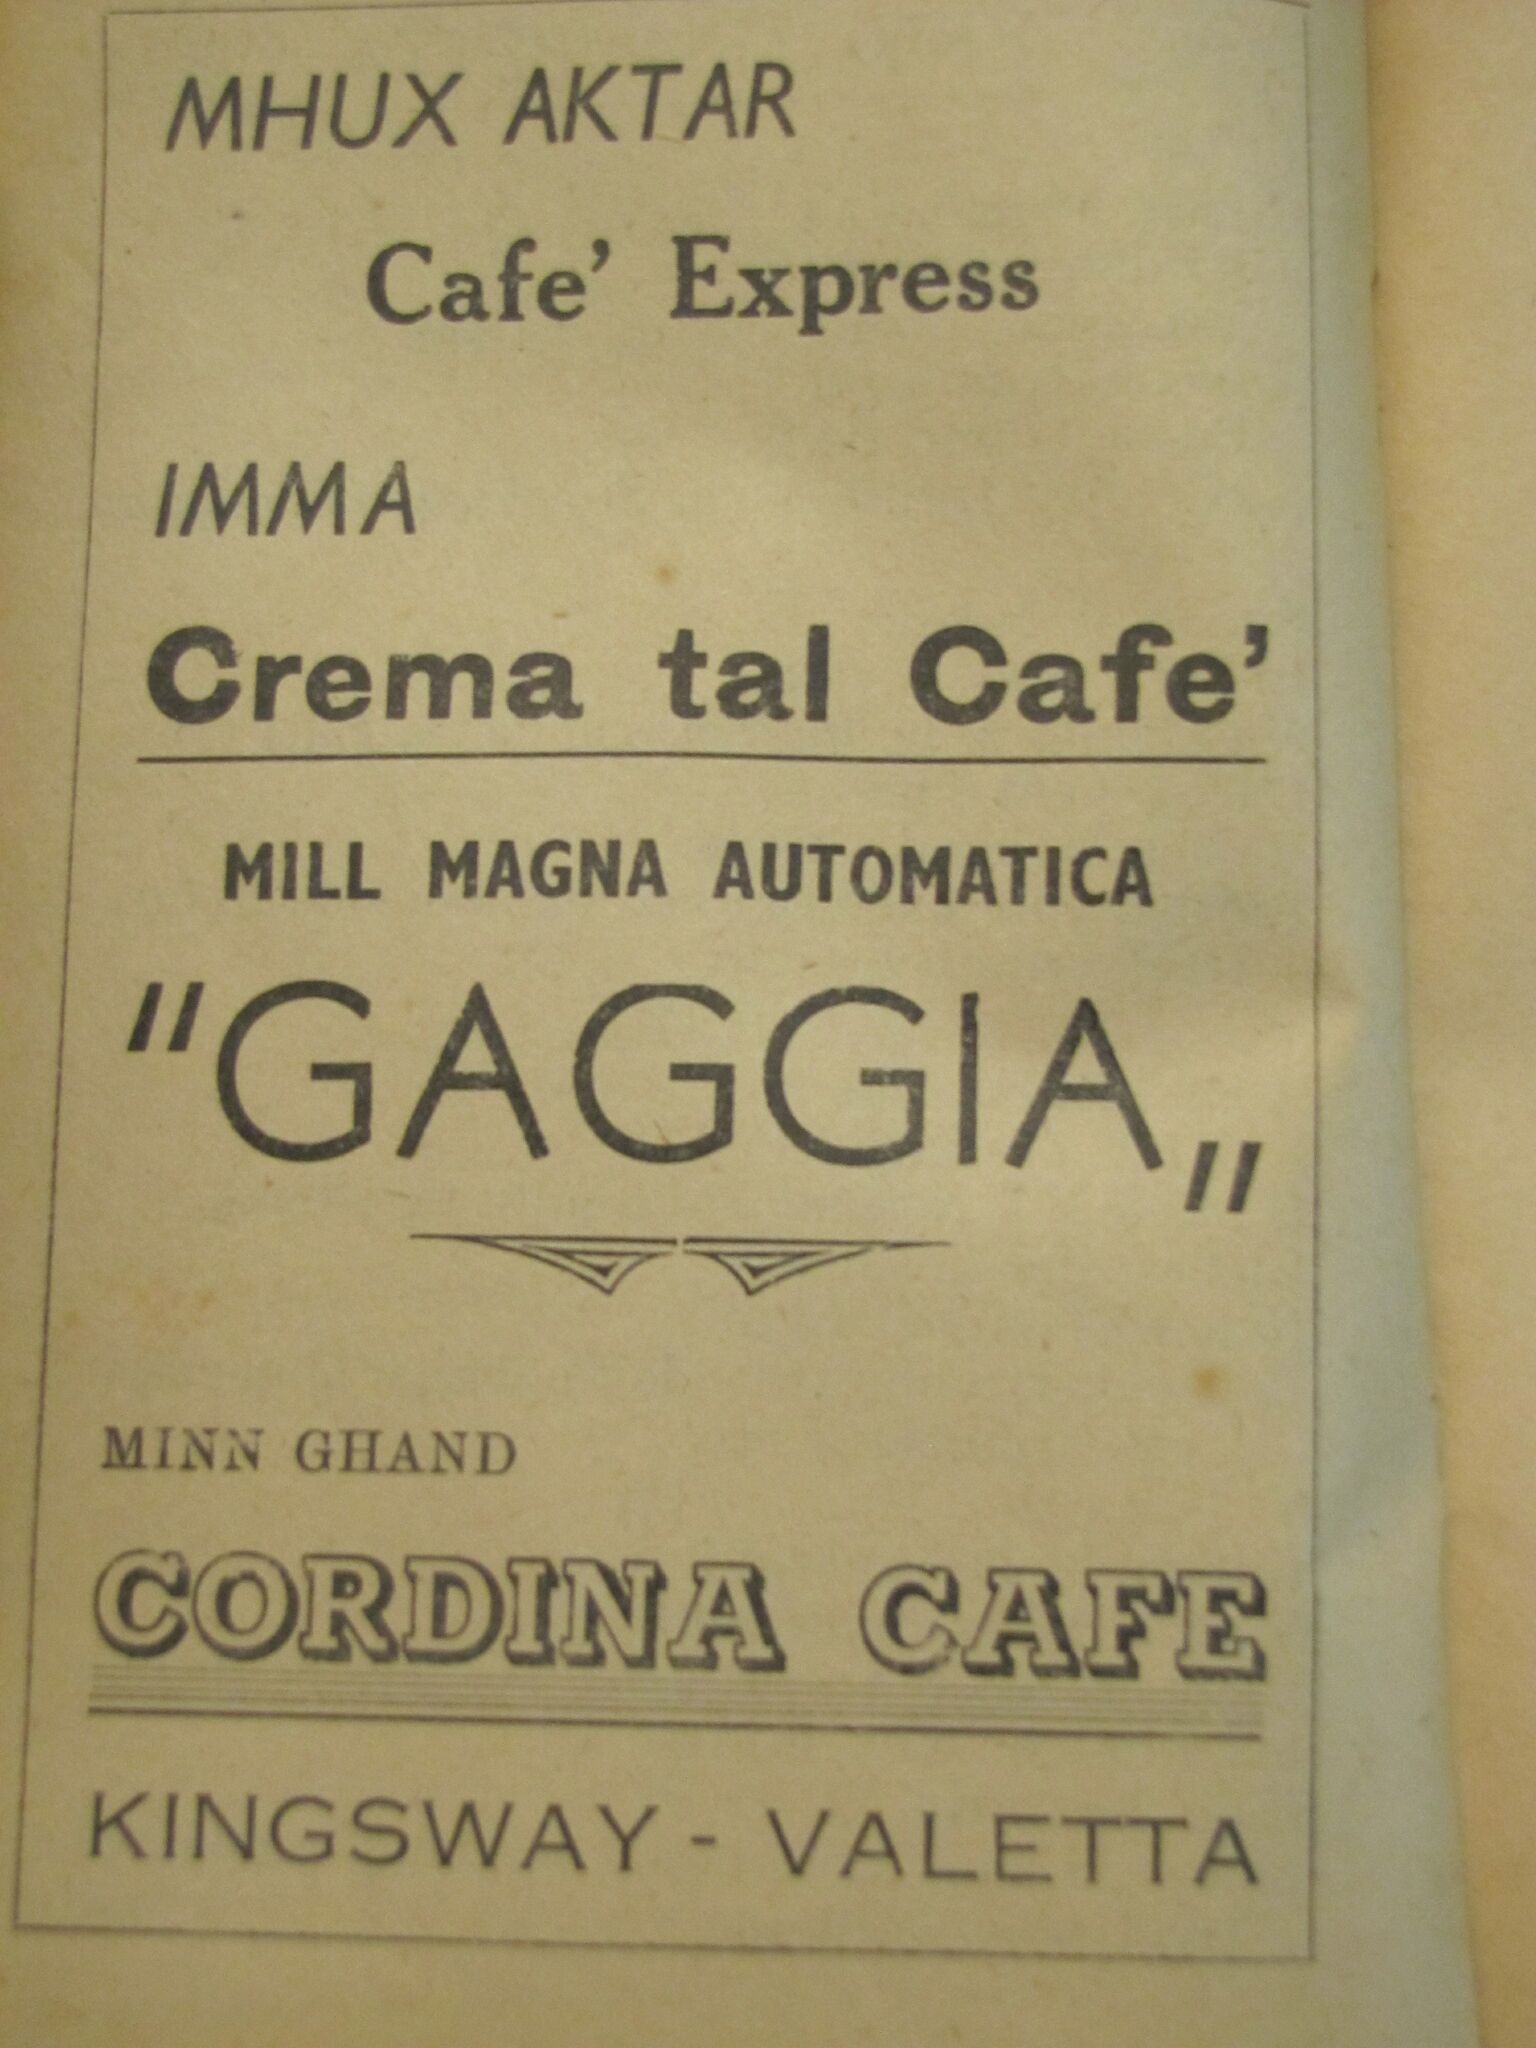 MHUX AKTAR
Cafe' Express
IMMA
Crema tal Cafe'
MILL MAGNA AUTOMATICA
"GAGGIA„
MINN GHAND
CORDINA CAFE
KINGSWAY - VALETTA